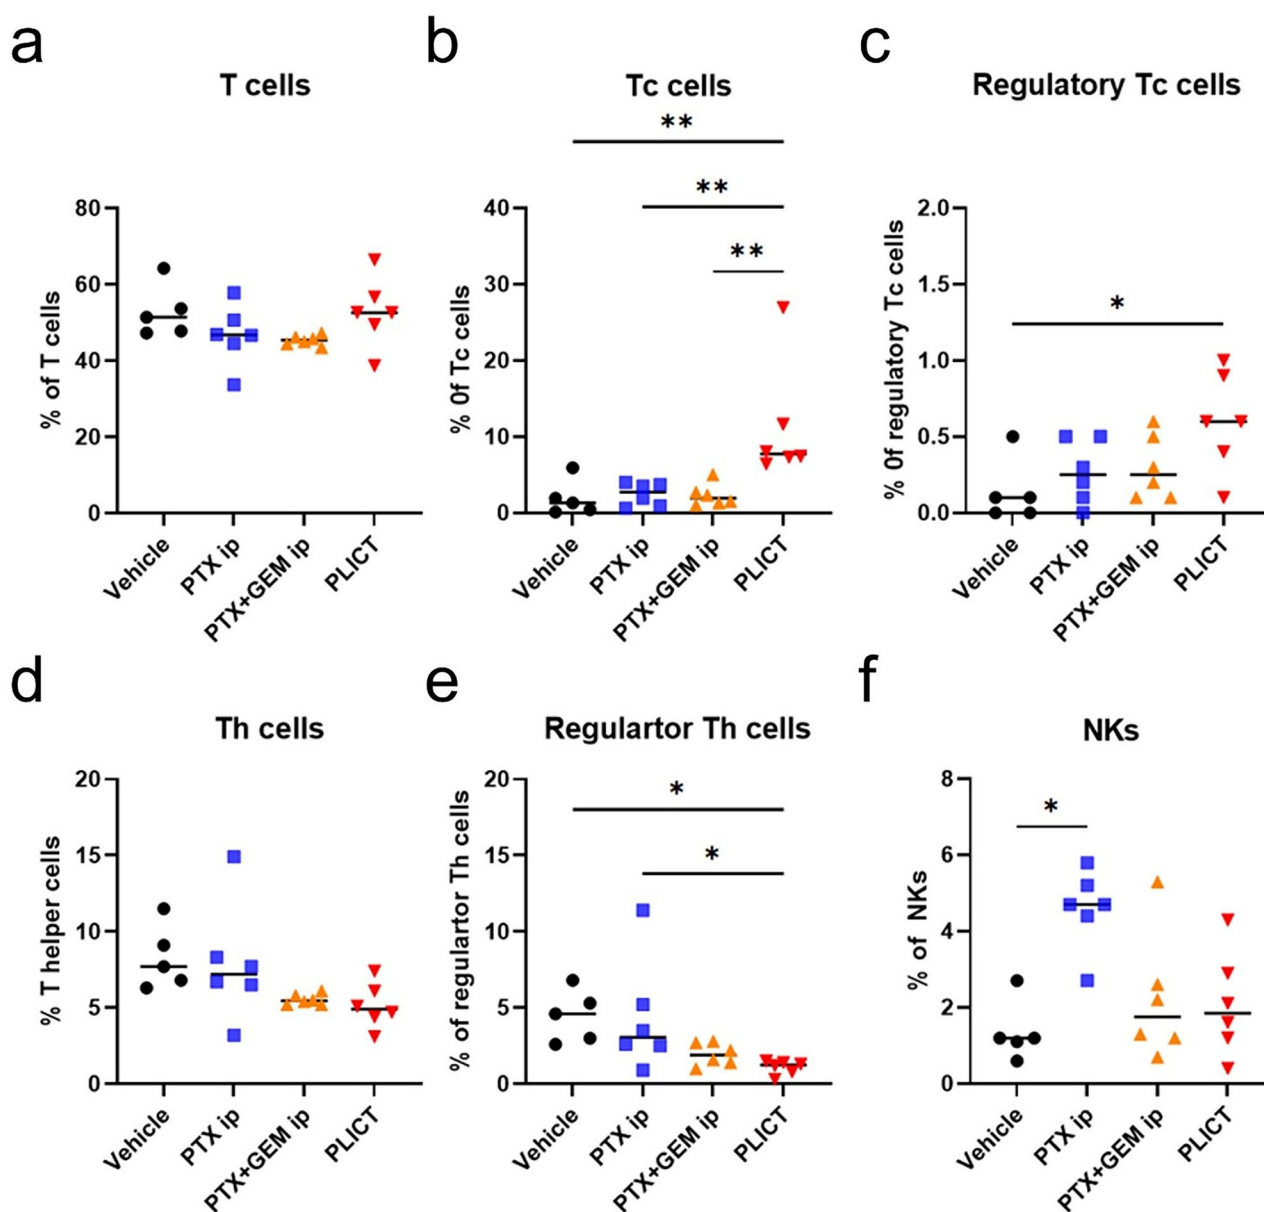 a
T cells
80
60
40
20
0
% of T cells
Vehicle
PTX ip
PTX+GEM ip
PLICT
b
Tc cells
**
**
**
40
30
20
10
0
% 0f Tc cells
Vehicle
PTX ip
PTX+GEM ip
PLICT
c
Regulatory Tc cells
*
2.0
1.5
1.0
0.5
0.0
% 0f regulatory Tc cells
Vehicle
PTX ip
PTX+GEM ip
PLICT
d
Th cells
20
15
10
5
0
% T helper cells
Vehicle
PTX ip
PTX+GEM ip
PLICT
e
Regulartor Th cells
*
*
20
15
10
5
0
% of regulartor Th cells
Vehicle
PTX ip
PTX+GEM ip
PLICT
f
NKs
*
8
6
4
2
0
% of NKs
Vehicle
PTX ip
PTX+GEM ip
PLICT